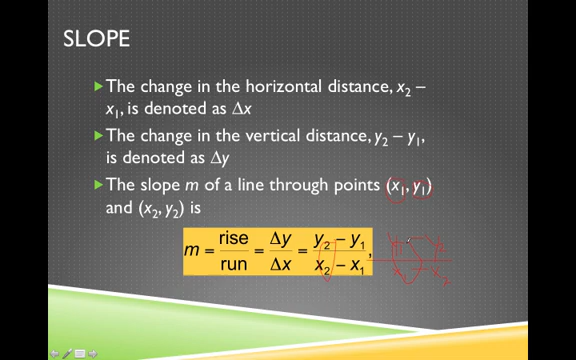 SLOPE
The change in the horizontal distance, x₂ –
x₁, is denoted as Δx
The change in the vertical distance, y₂ – y₁,
is denoted as Δy
The slope m of a line through points (x₁, y₁)
and (x₂, y₂) is
m = rise/run = Δy/Δx = (y₂ – y₁)/(x₂ – x₁),